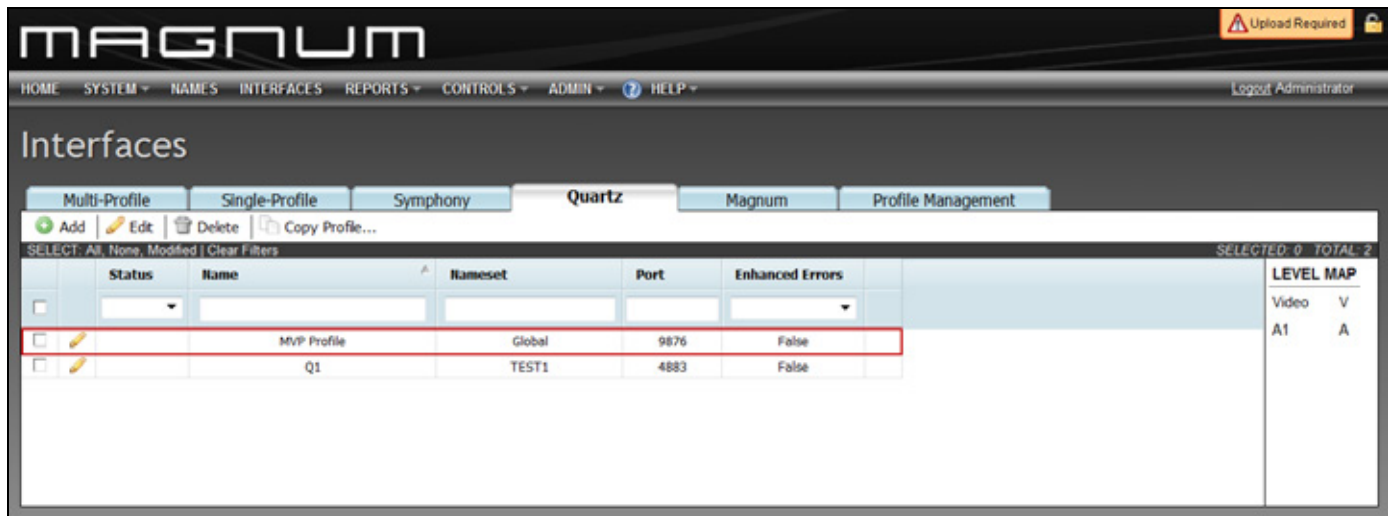 MAGNUM
Upload Required
HOME SYSTEM NAMES INTERFACES REPORTS CONTROLS ADMIN HELP Logout Administrator
Interfaces
Multi-Profile Single-Profile Symphony Quartz Magnum Profile Management
Add Edit Delete Copy Profile...
SELECT: All, None, Modified | Clear Filters SELECTED: 0 TOTAL: 2
Status Name Nameset Port Enhanced Errors LEVEL MAP
Video V
MVP Profile Global 9876 False A1 A
Q1 TEST1 4883 False